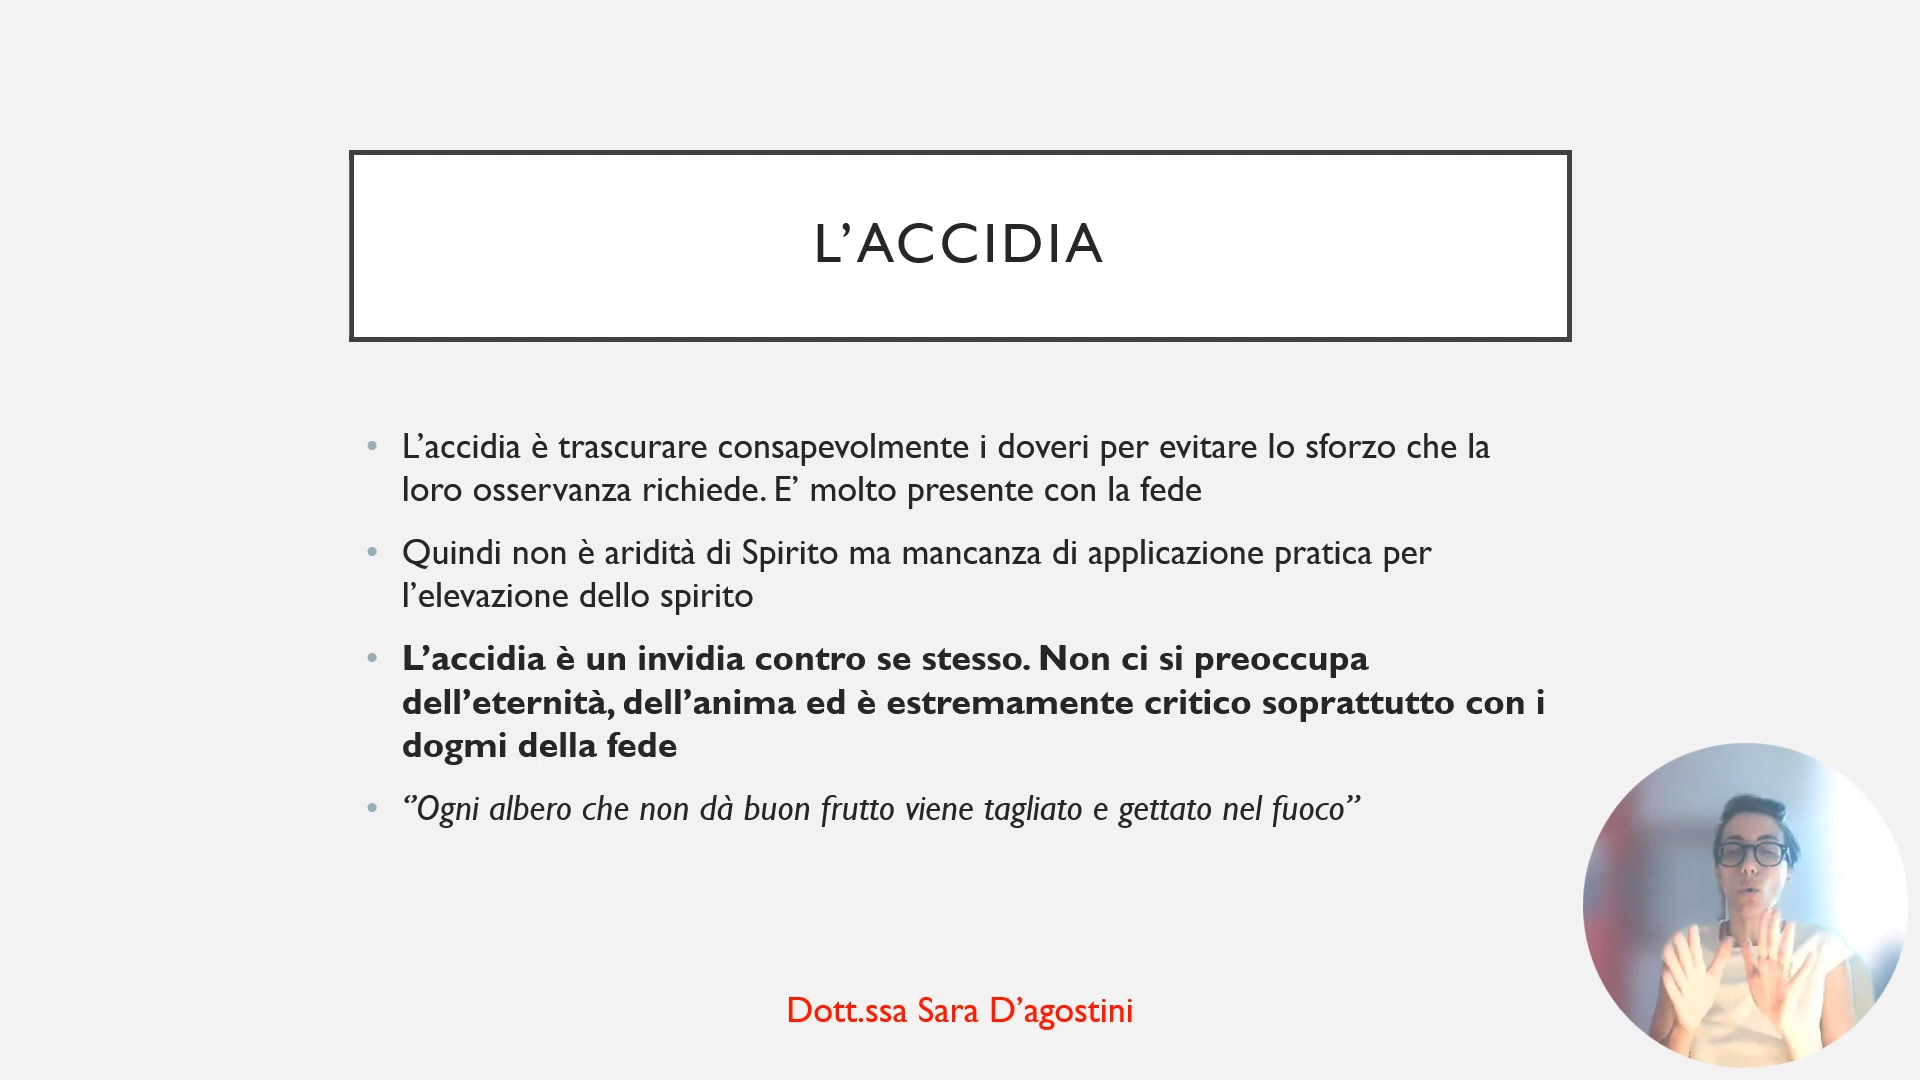 L’ACCIDIA
• L’accidia è trascurare consapevolmente i doveri per evitare lo sforzo che la
loro osservanza richiede. E’ molto presente con la fede
• Quindi non è aridità di Spirito ma mancanza di applicazione pratica per
l’elevazione dello spirito
• L’accidia è un invidia contro se stesso. Non ci si preoccupa
dell’eternità, dell’anima ed è estremamente critico soprattutto con i
dogmi della fede
• “”Ogni albero che non dà buon frutto viene tagliato e gettato nel fuoco”
Dott.ssa Sara D’agostini